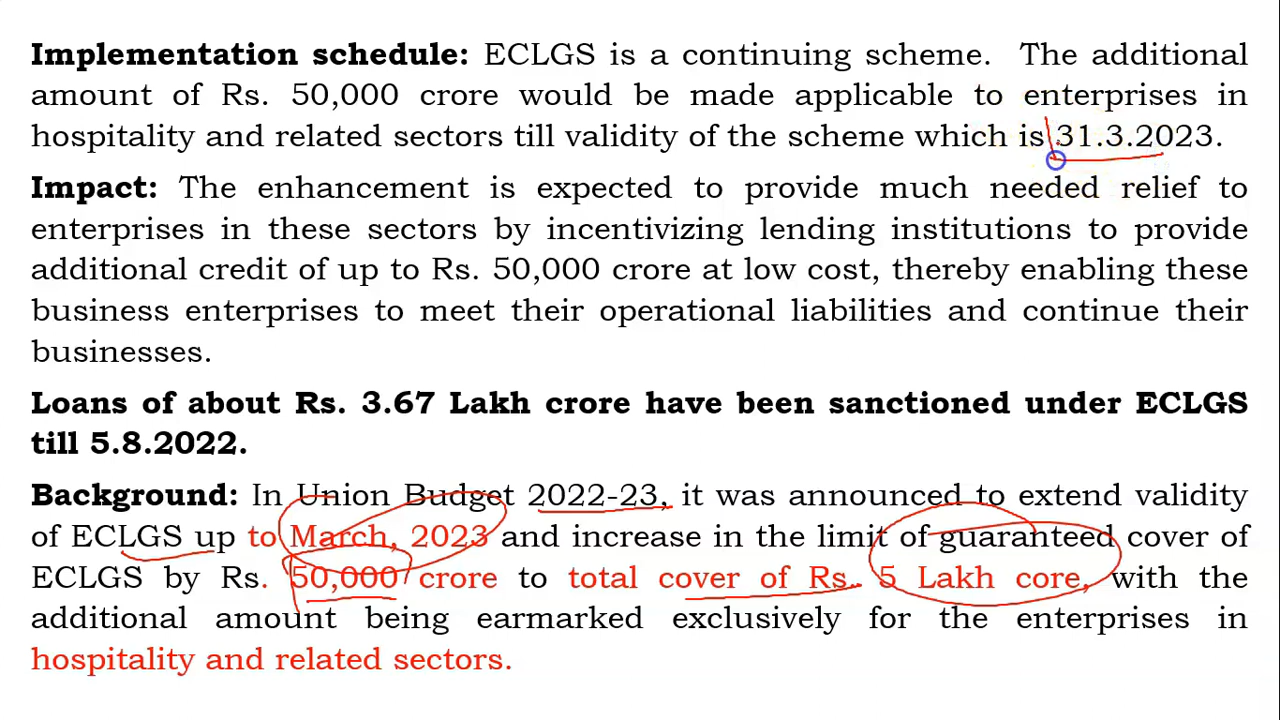 Implementation schedule: ECLGS is a continuing scheme. The additional
amount of Rs. 50,000 crore would be made applicable to enterprises in
hospitality and related sectors till validity of the scheme which is 31.3.2023.
Impact: The enhancement is expected to provide much needed relief to
enterprises in these sectors by incentivizing lending institutions to provide
additional credit of up to Rs. 50,000 crore at low cost, thereby enabling these
business enterprises to meet their operational liabilities and continue their
businesses.
Loans of about Rs. 3.67 Lakh crore have been sanctioned under ECLGS
till 5.8.2022.
Background: In Union Budget 2022-23, it was announced to extend validity
of ECLGS up to March, 2023 and increase in the limit of guaranteed cover of
ECLGS by Rs. 50,000 crore to total cover of Rs. 5 Lakh core, with the
additional amount being earmarked exclusively for the enterprises in
hospitality and related sectors.